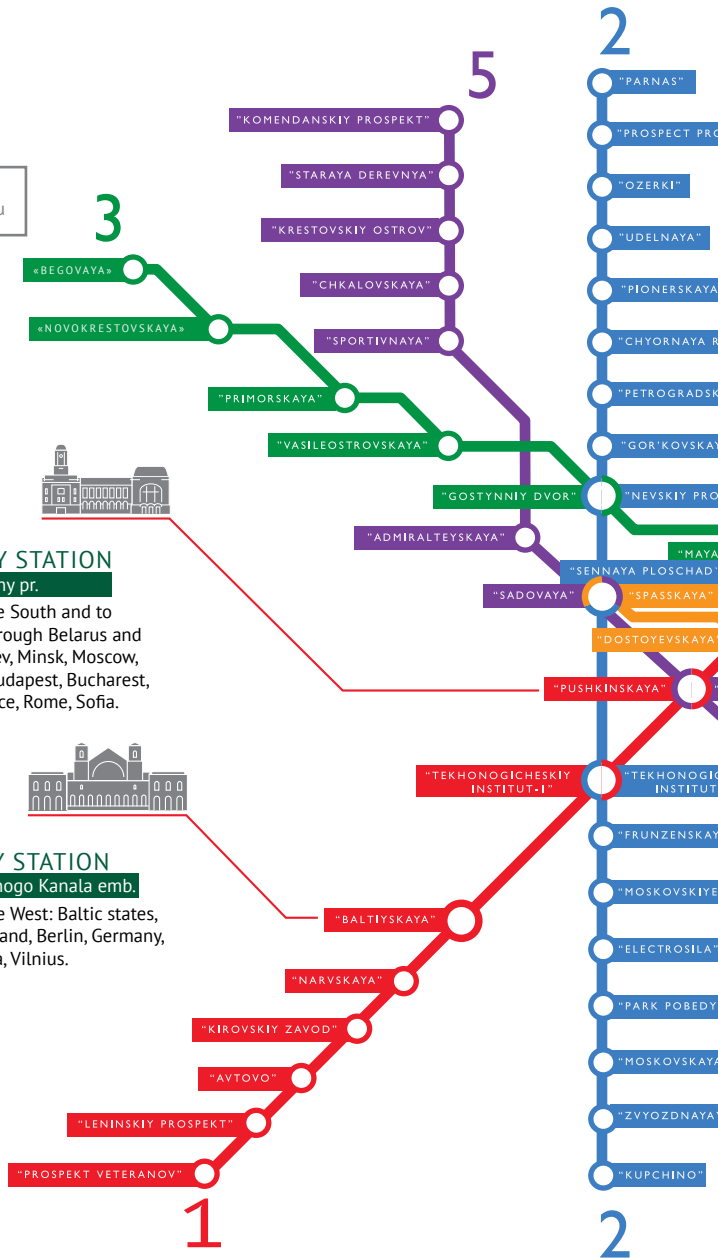 2
5
"PARNAS"
"KOMENDANSKIY PROSPEKT"
"PROSPECT PRO
"STARAYA DEREVNYA"
"OZERKI"
u
3
"KRESTOVSKIY OSTROV"
"UDELNAYA"
«BEGOVAYA»
"CHKALOVSKAYA"
"PIONERSKAYA
«NOVOKRESTOVSKAYA»
"SPORTIVNAYA"
"CHYORNAYA R
"PRIMORSKAYA"
"PETROGRADSK
"VASILEOSTROVSKAYA"
"GOR'KOVSKAY
"GOSTYNNIY DVOR"
"NEVSKIY PRO
"ADMIRALTEYSKAYA"
"MAYA
Y STATION
ny pr.
e South and to
rough Belarus and
ev, Minsk, Moscow,
udapest, Bucharest,
ce, Rome, Sofia.
"SENNAYA PLOSCHAD"
"SADOVAYA"
"SPASSKAYA"
"DOSTOYEVSKAYA"
"PUSHKINSKAYA"
"TEKHONOGICHESKIY
INSTITUT-I"
"TEKHONOGIC
INSTITUT
"FRUNZENSKAY
Y STATION
nogo Kanala emb.
e West: Baltic states,
and, Berlin, Germany,
a, Vilnius.
"MOSKOVSKIYE
"BALTIYSKAYA"
"ELECTROSILA"
"NARVSKAYA"
"PARK POBEDY
"KIROVSKIY ZAVOD"
"MOSKOVSKAYA
"AVTOVO"
"LENINSKIY PROSPEKT"
"ZVYOZDNAYA"
"PROSPEKT VETERANOV"
"KUPCHINO"
1
2